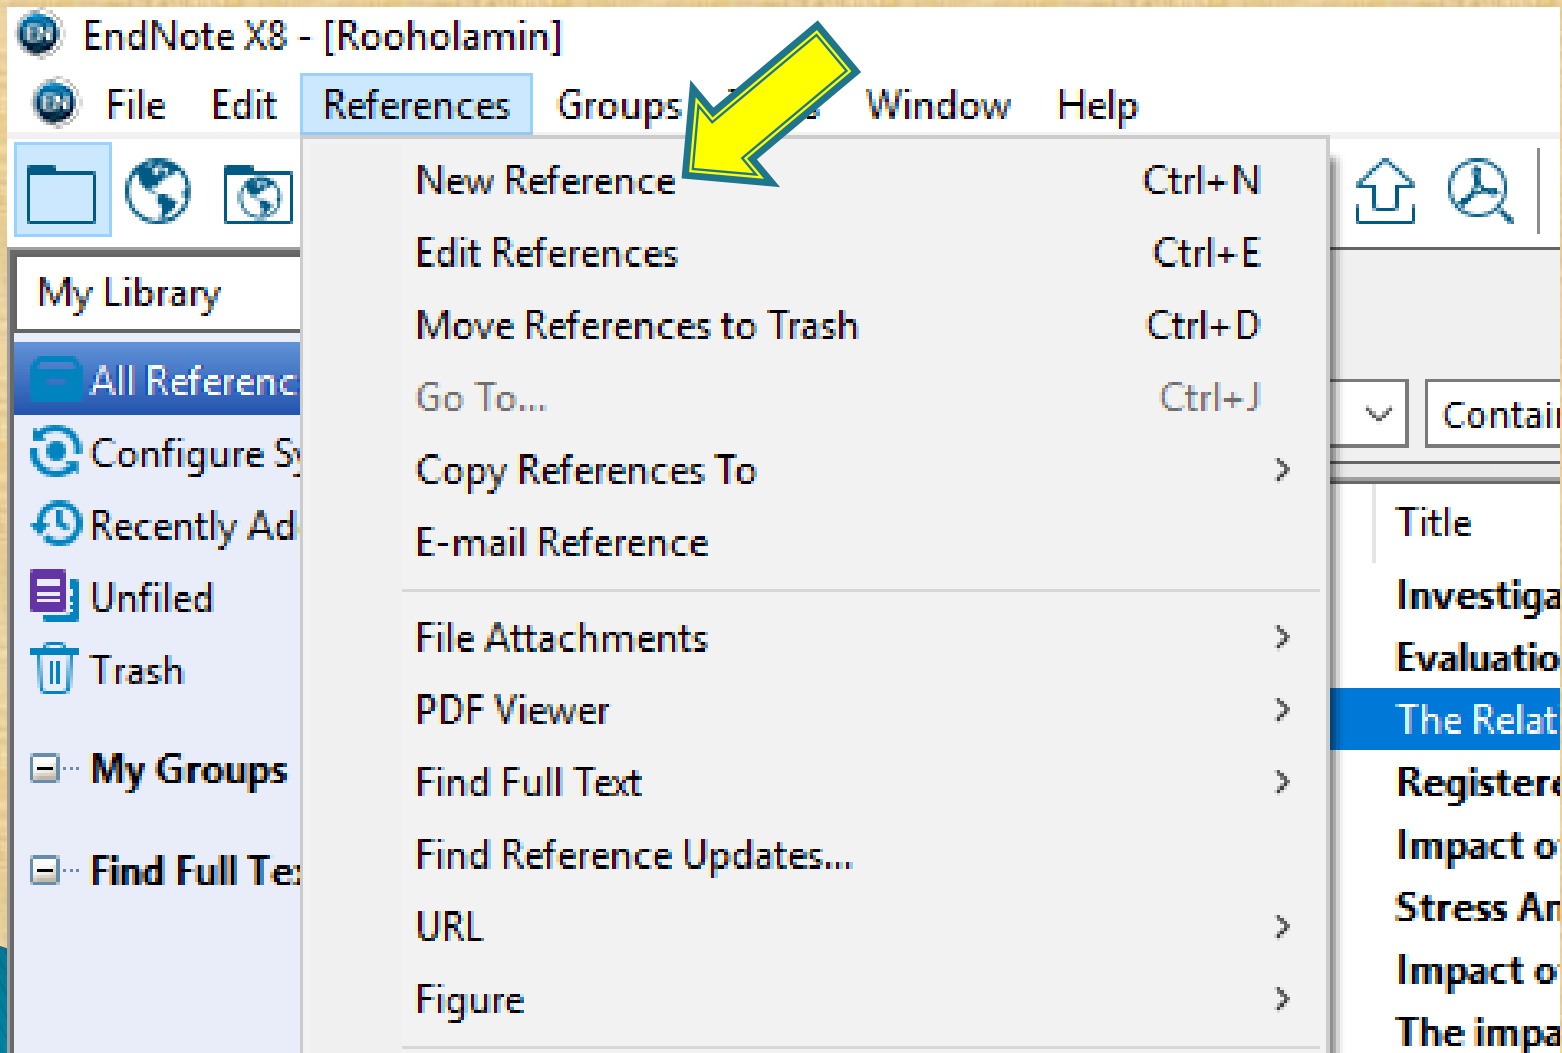 EndNote X8 - [Rooholamin]
File Edit References Groups Window Help
New Reference Ctrl+N
Edit References Ctrl+E
Move References to Trash Ctrl+D
Go To... Ctrl+J
Copy References To
E-mail Reference
File Attachments
PDF Viewer
Find Full Text
Find Reference Updates...
URL
Figure
My Library
All Referenc
Configure Sy
Recently Ad
Unfiled
Trash
My Groups
Find Full Tex
Contain
Title
Investiga
Evaluatio
The Relat
Registere
Impact o
Stress An
Impact o
The impa